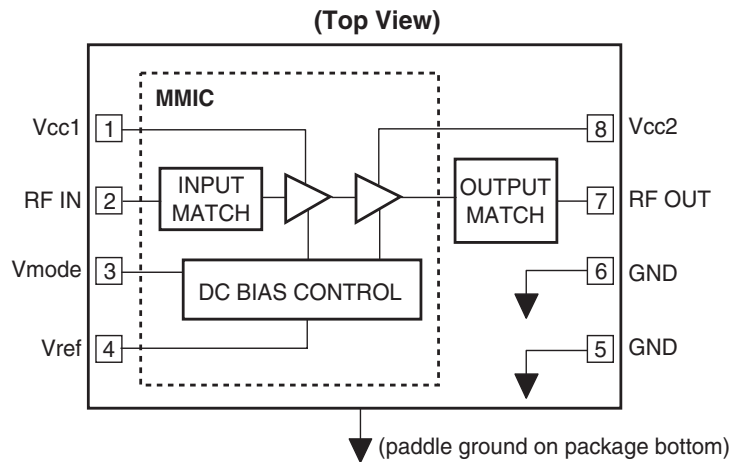 (Top View)
MMIC
Vcc1 1
8 Vcc2
RF IN 2
INPUT
MATCH
OUTPUT
MATCH
7 RF OUT
Vmode 3
DC BIAS CONTROL
6 GND
Vref 4
5 GND
(paddle ground on package bottom)